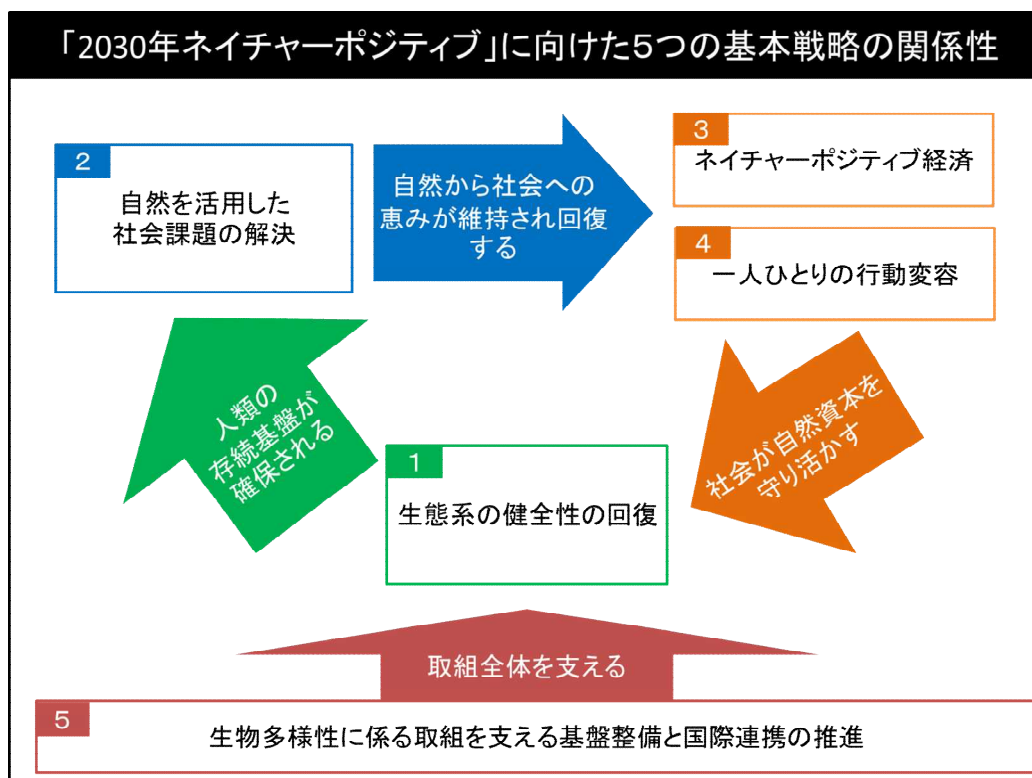 「2030年ネイチャーポジティブ」に向けた5つの基本戦略の関係性
2
自然を活用した
社会課題の解決
自然から社会への
恵みが維持され回復
する
3
ネイチャーポジティブ経済
4
一人ひとりの行動変容
人類の
存続基盤が
確保される
社会が自然資本を
守り活かす
1
生態系の健全性の回復
取組全体を支える
5
生物多様性に係る取組を支える基盤整備と国際連携の推進